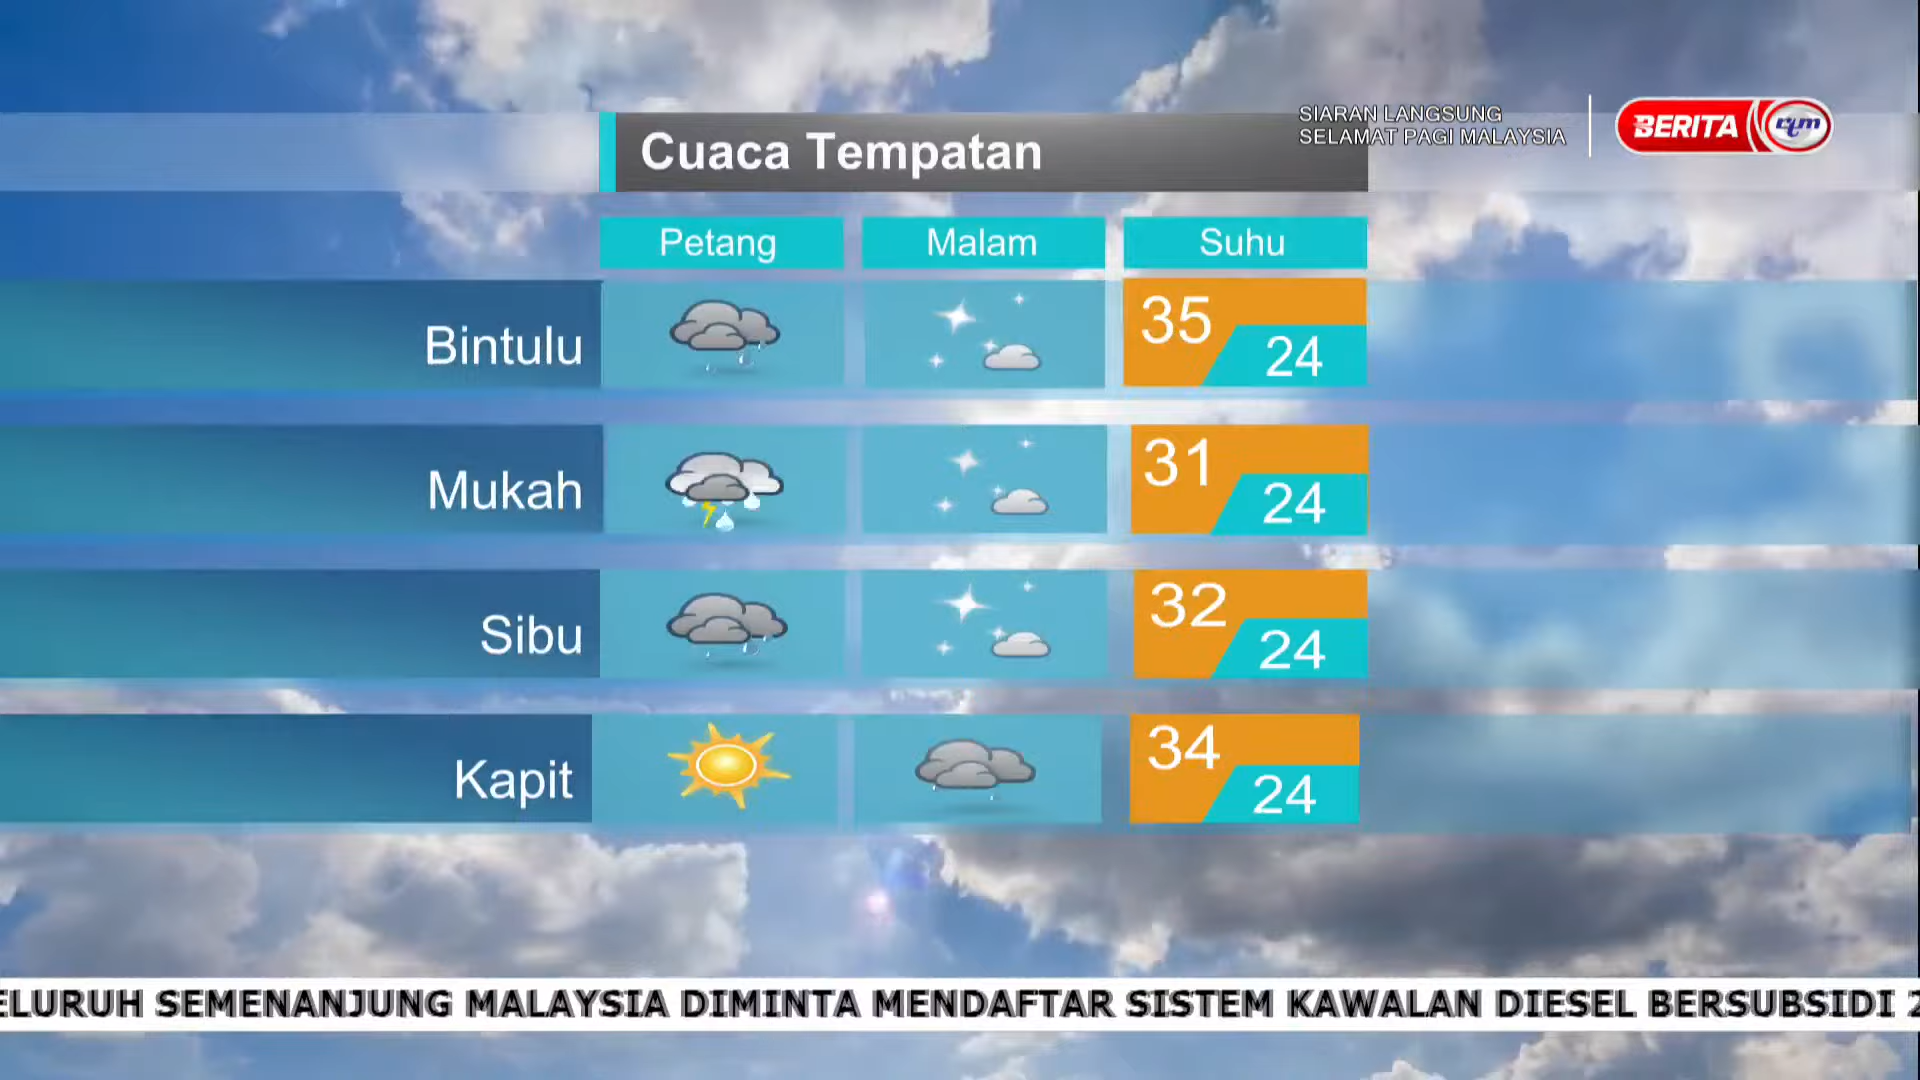 SIARAN LANGSUNG
SELAMAT PAGI MALAYSIA
BERITA rtm
Cuaca Tempatan
Petang Malam Suhu
Bintulu 35 24
Mukah 31 24
Sibu 32 24
Kapit 34 24
ELURUH SEMENANJUNG MALAYSIA DIMINTA MENDAFTAR SISTEM KAWALAN DIESEL BERSUBSIDI 2